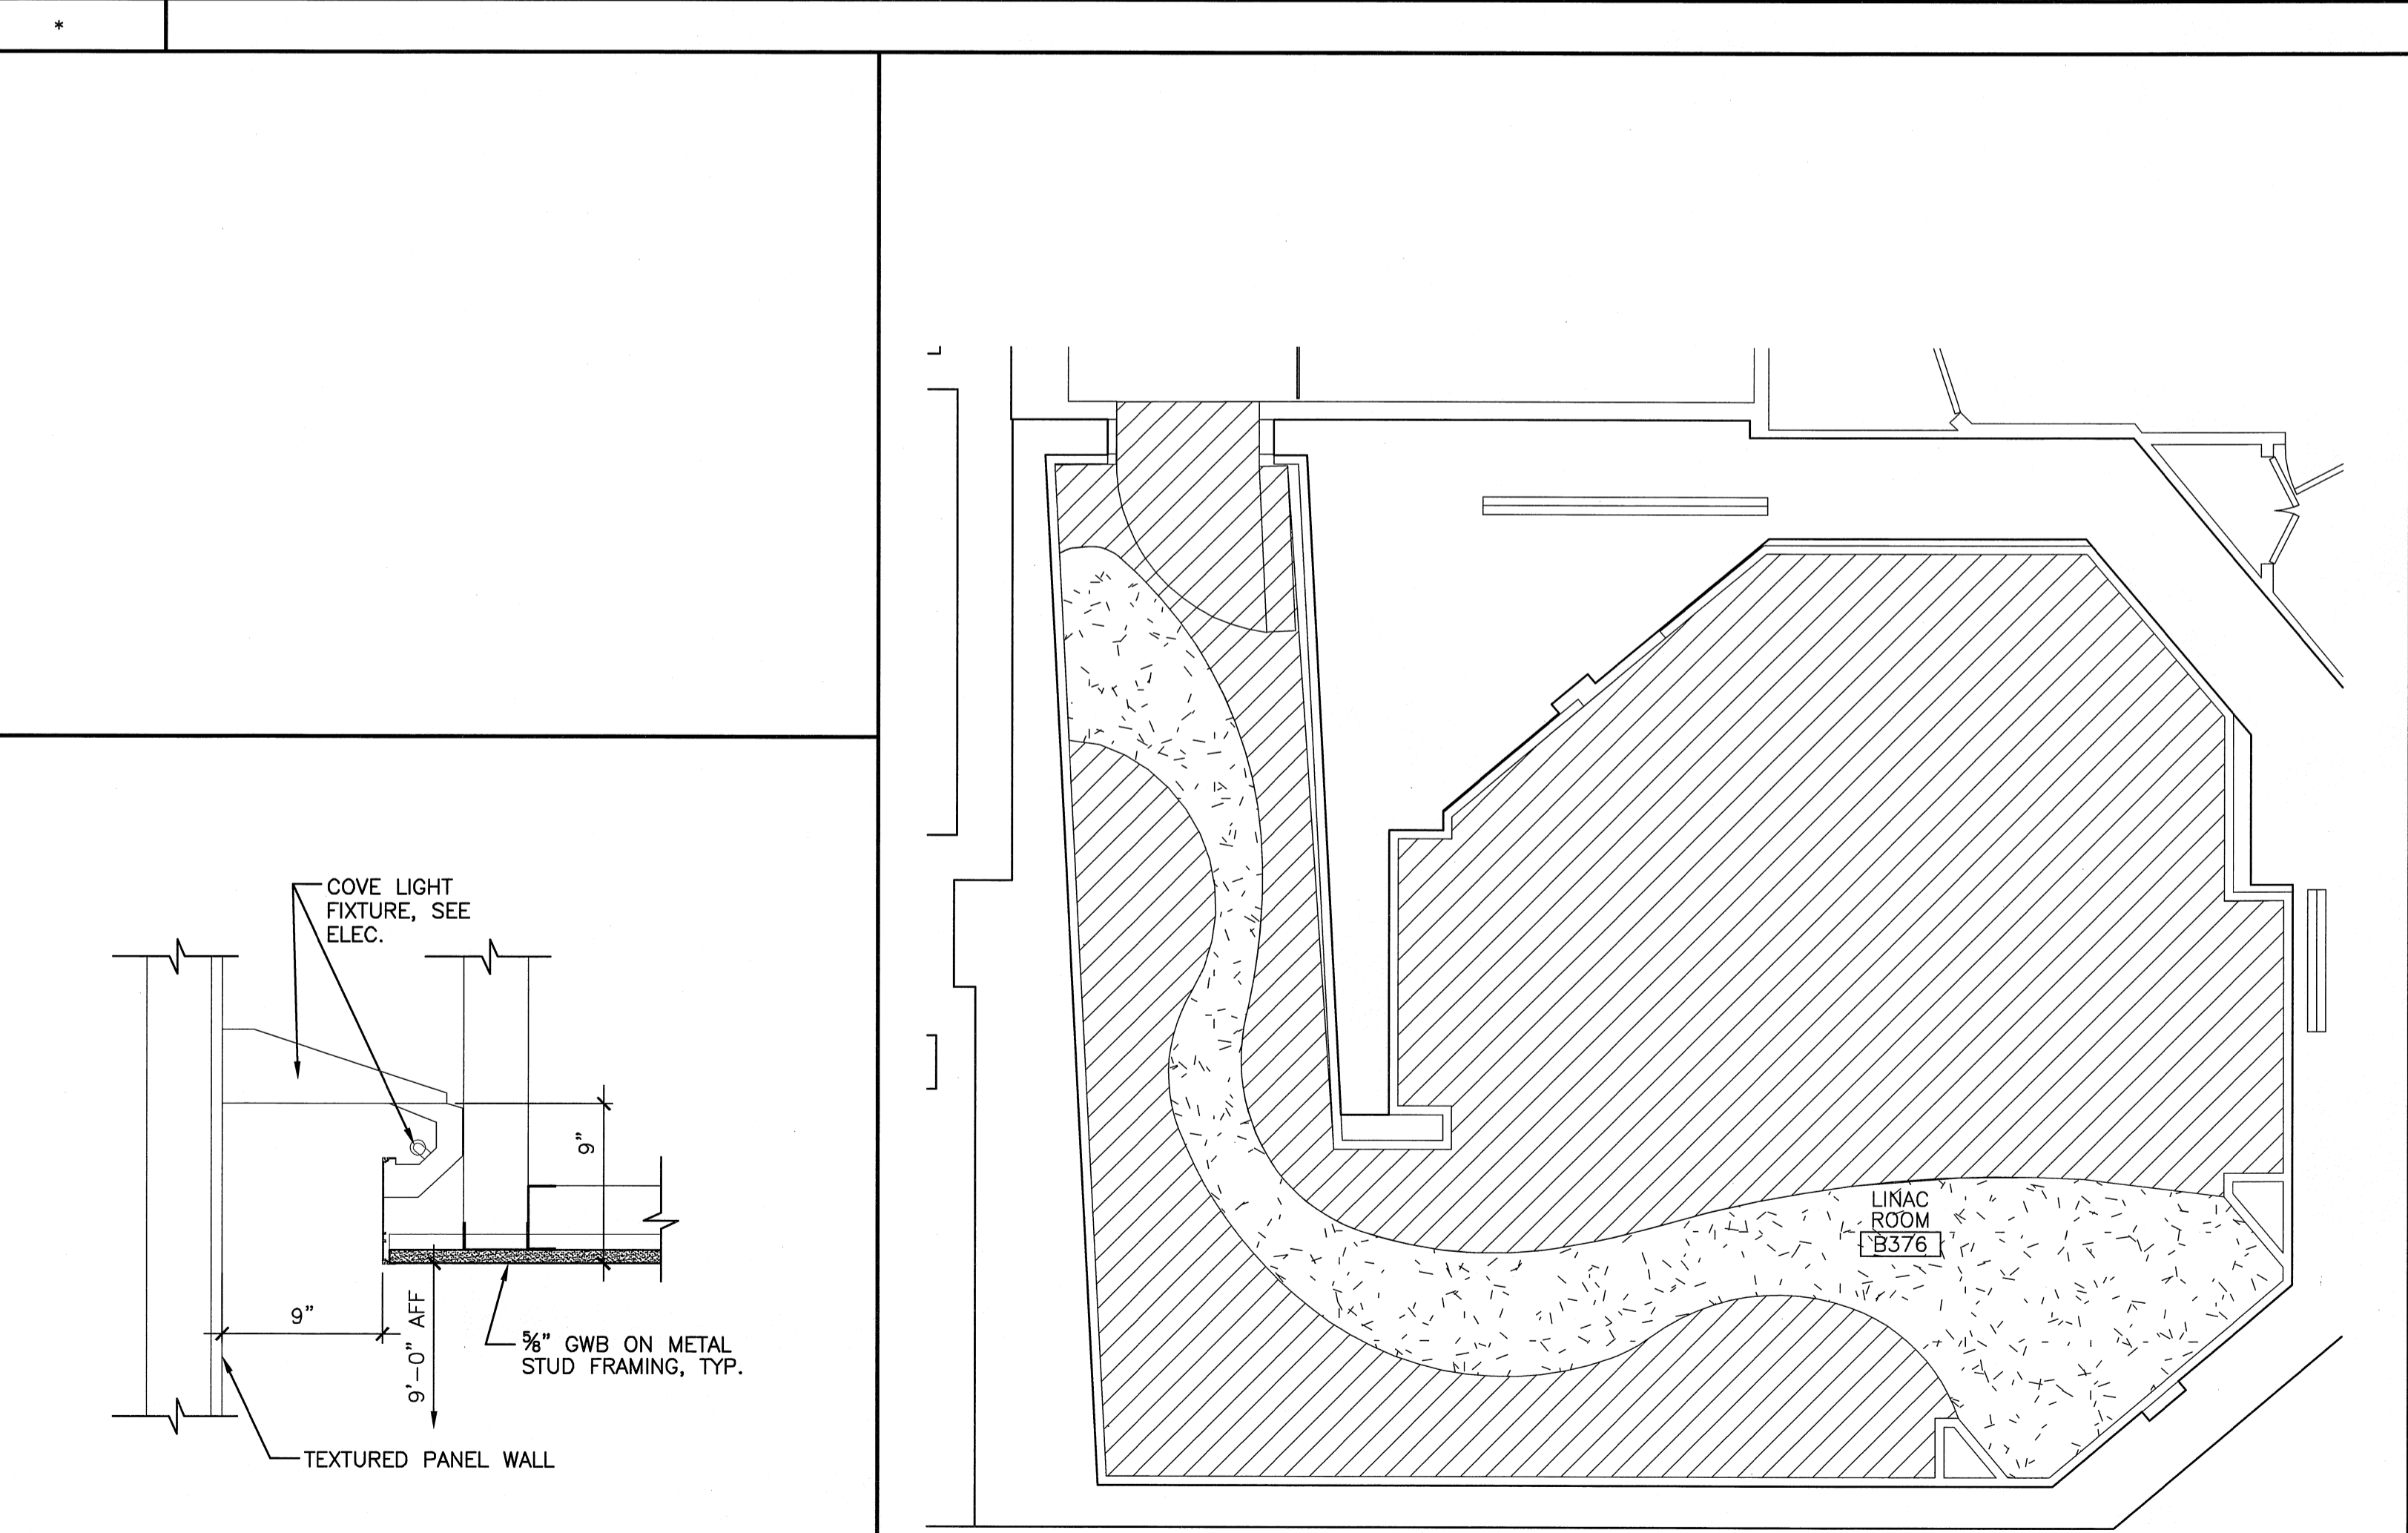 *
COVE LIGHT
FIXTURE, SEE
ELEC.
9"
9"
9'-0" AFF
5/8" GWB ON METAL
STUD FRAMING, TYP.
TEXTURED PANEL WALL
LINAC
ROOM
B376